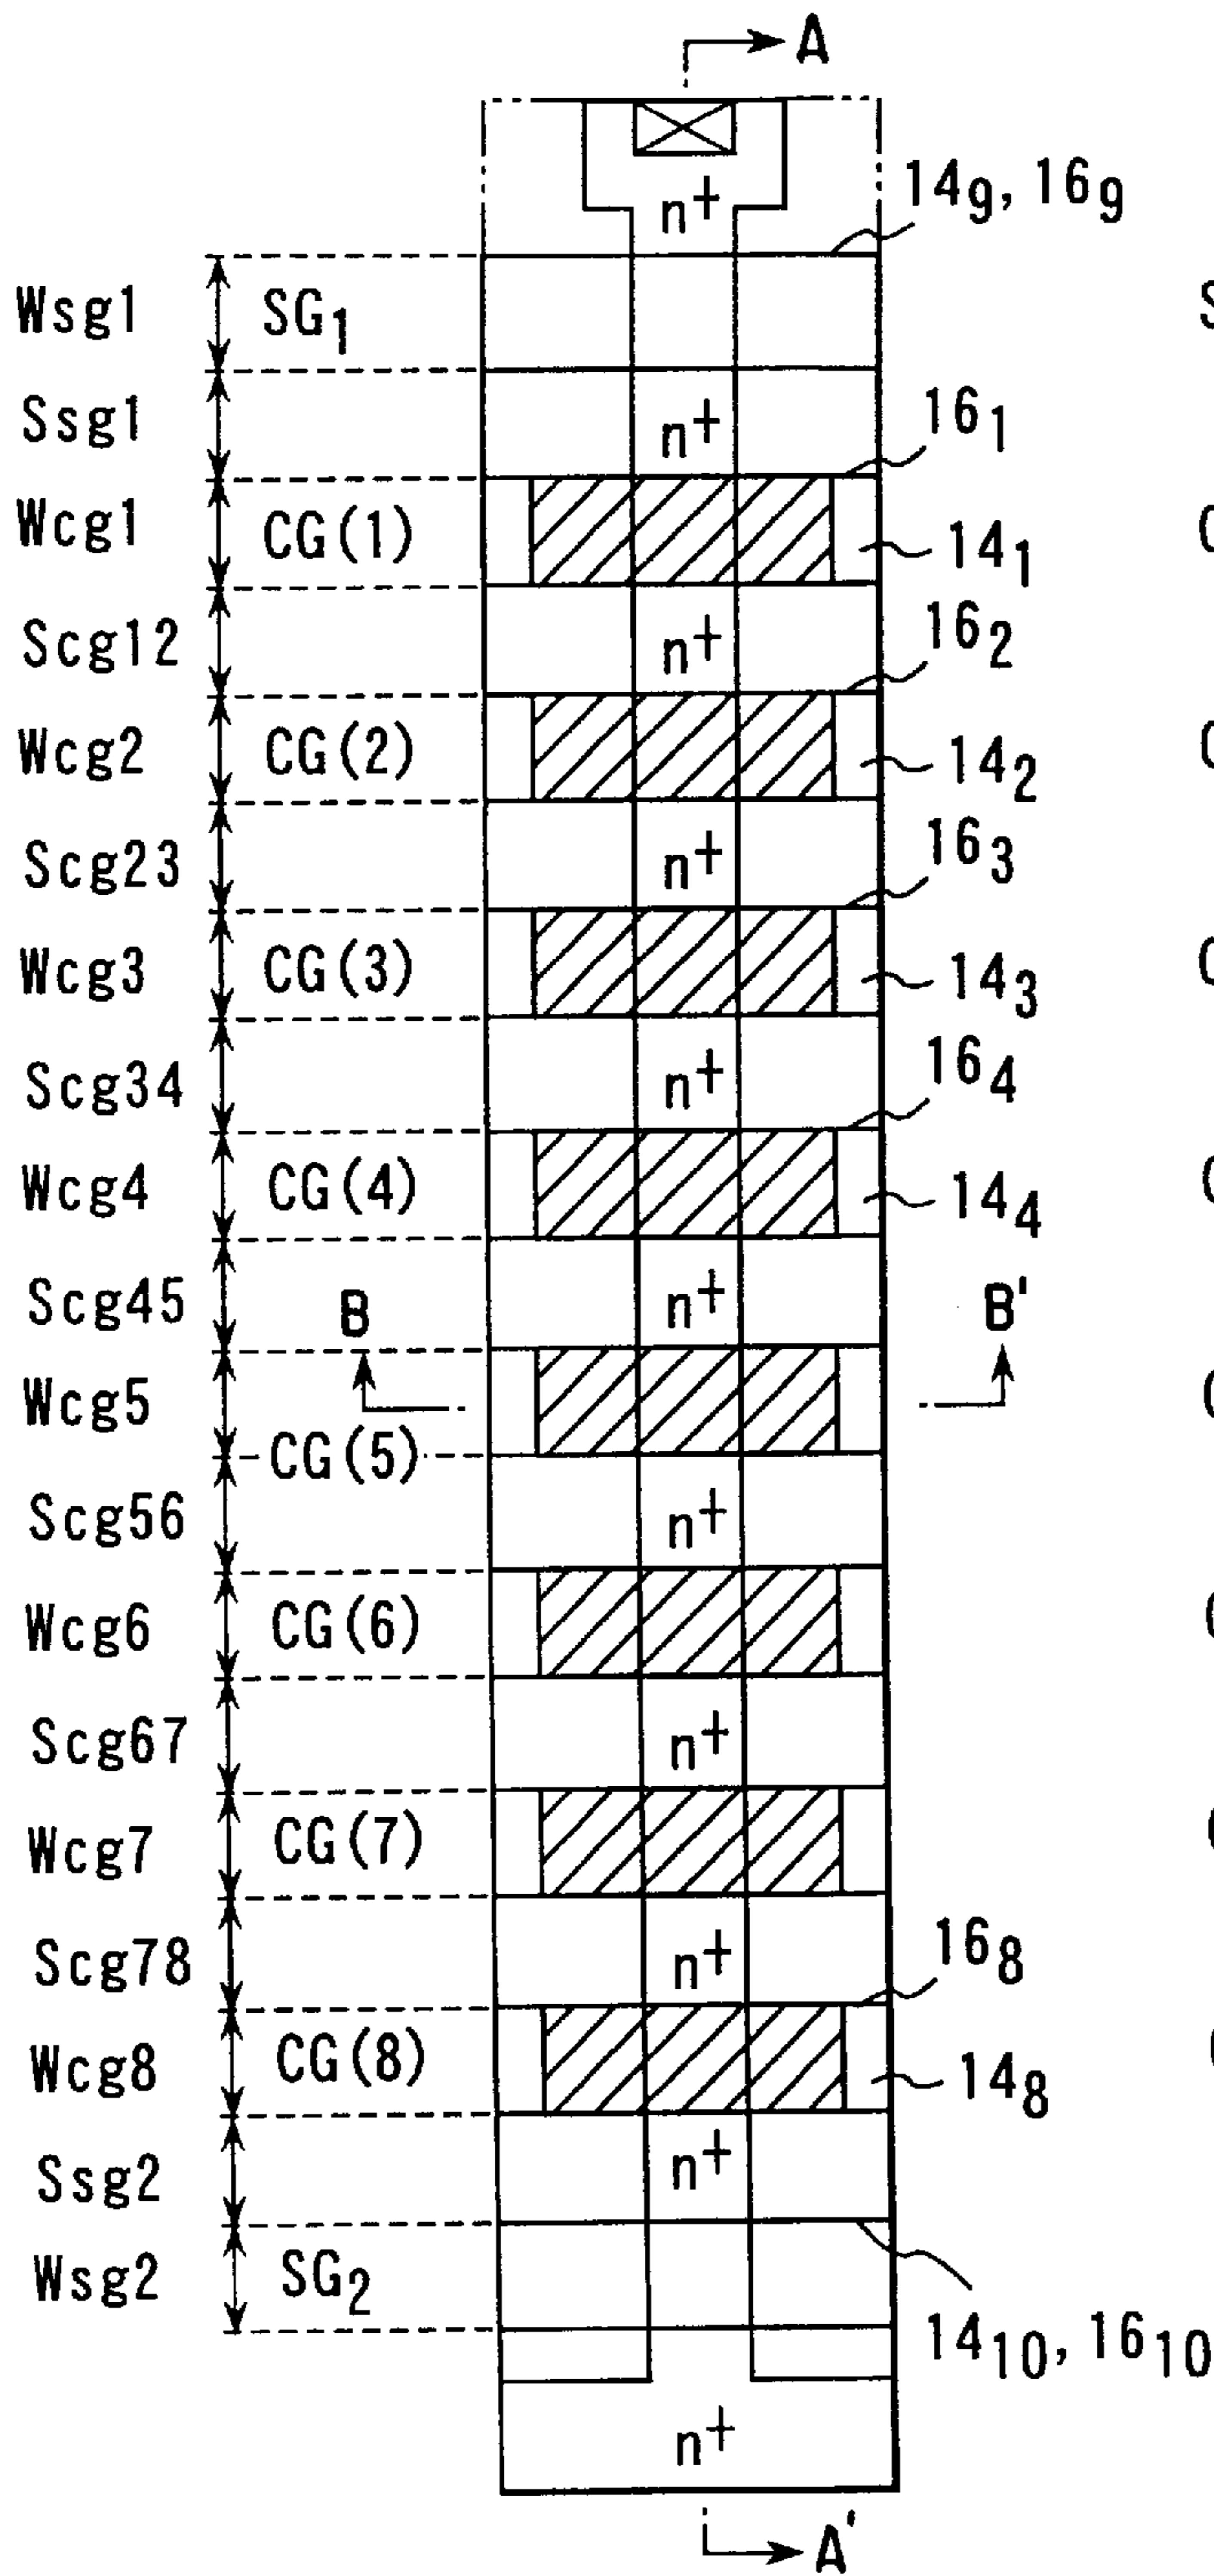 A
n+
14₉, 16₉
Wsg1 SG₁
Ssg1 n+
16₁
Wcg1 CG(1) 14₁
Scg12 n+
16₂
Wcg2 CG(2) 14₂
Scg23 n+
16₃
Wcg3 CG(3) 14₃
Scg34 n+
16₄
Wcg4 CG(4) 14₄
Scg45 n+
B B'
Wcg5
CG(5)
Scg56 n+
Wcg6 CG(6)
Scg67 n+
Wcg7 CG(7)
Scg78 n+
16₈
Wcg8 CG(8) 14₈
Ssg2 n+
Wsg2 SG₂
14₁₀, 16₁₀
n+
A'